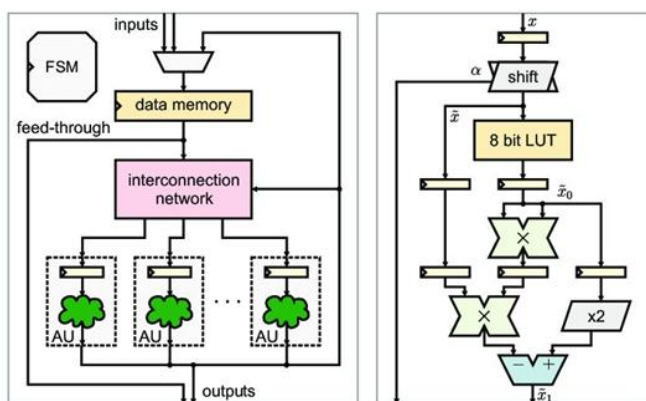 inputs
FSM
data memory
feed-through
interconnection
network
AU
AU
. . .
AU
outputs
x
α
shift
x̃
8 bit LUT
x̃₀
×
×
x2
− +
x̃₁